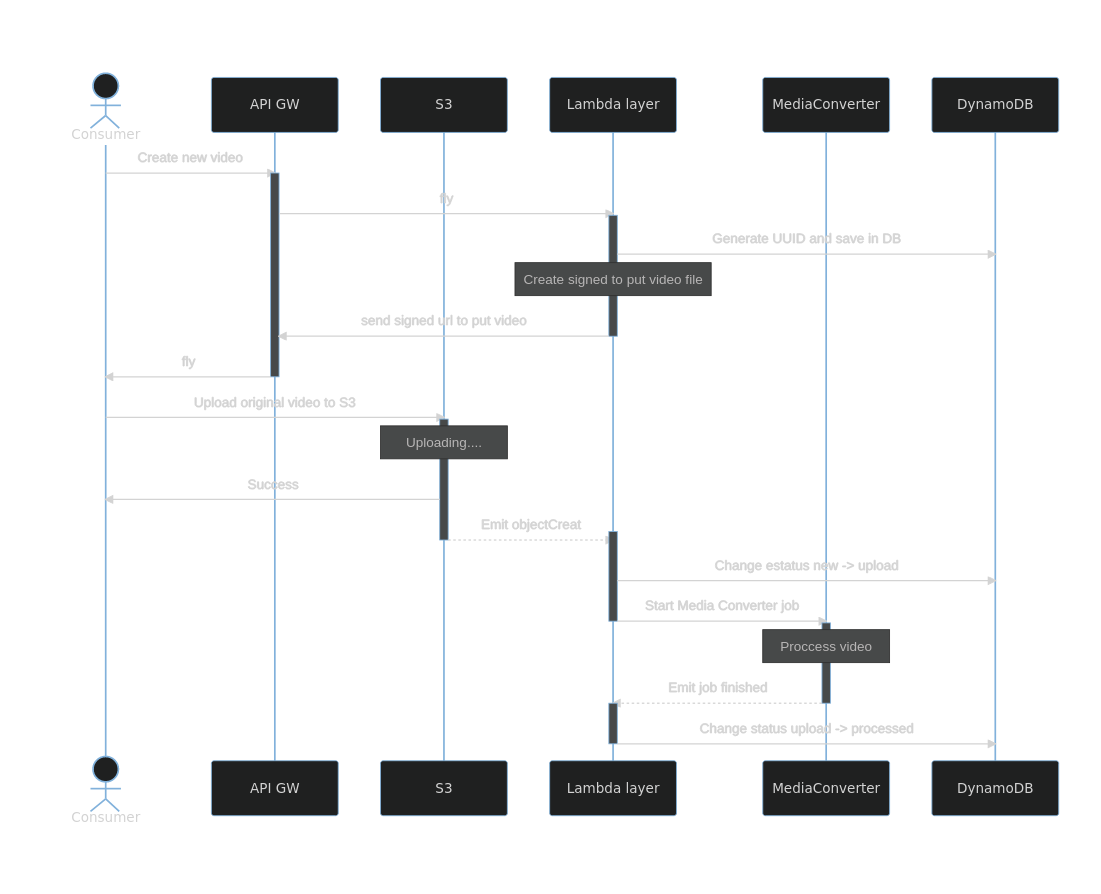 Consumer
API GW
S3
Lambda layer
MediaConverter
DynamoDB
Create new video
fly
Generate UUID and save in DB
Create signed to put video file
send signed url to put video
fly
Upload original video to S3
Uploading....
Success
Emit objectCreat
Change estatus new -> upload
Start Media Converter job
Proccess video
Emit job finished
Change status upload -> processed
Consumer
API GW
S3
Lambda layer
MediaConverter
DynamoDB